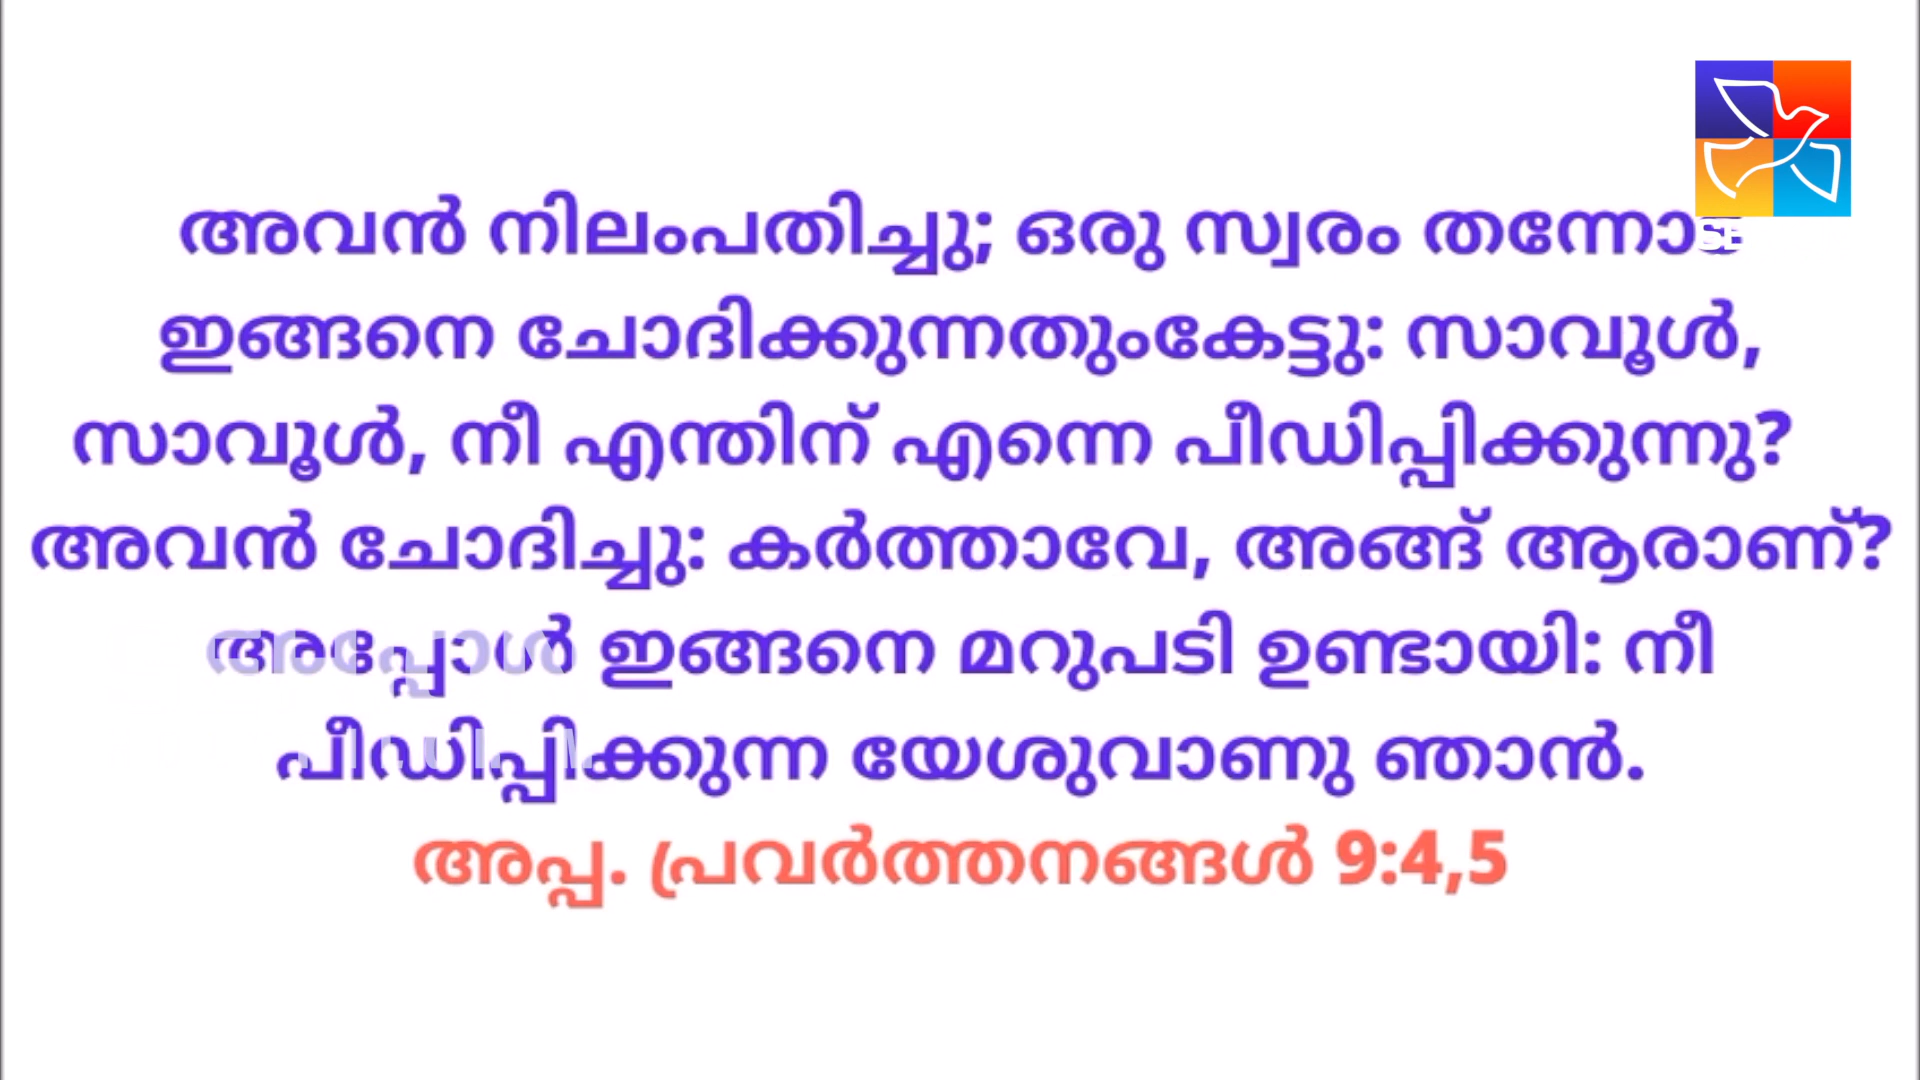 അവൻ നിലംപതിച്ചു; ഒരു സ്വരം
ഇങ്ങനെ ചോദിക്കുന്നതുംകേട്ടു: സാവൂൾ,
സാവൂൾ, നീ എന്തിന് എന്നെ പീഡിപ്പിക്കുന്നു?
അവൻ ചോദിച്ചു: കർത്താവേ, അങ്ങ് ആരാണ്?
അപ്പോൾ ഇങ്ങനെ മറുപടി ഉണ്ടായി: നീ
പീഡിപ്പിക്കുന്ന യേശുവാണു ഞാൻ.
അപ്പ. പ്രവർത്തനങ്ങൾ 9:4,5